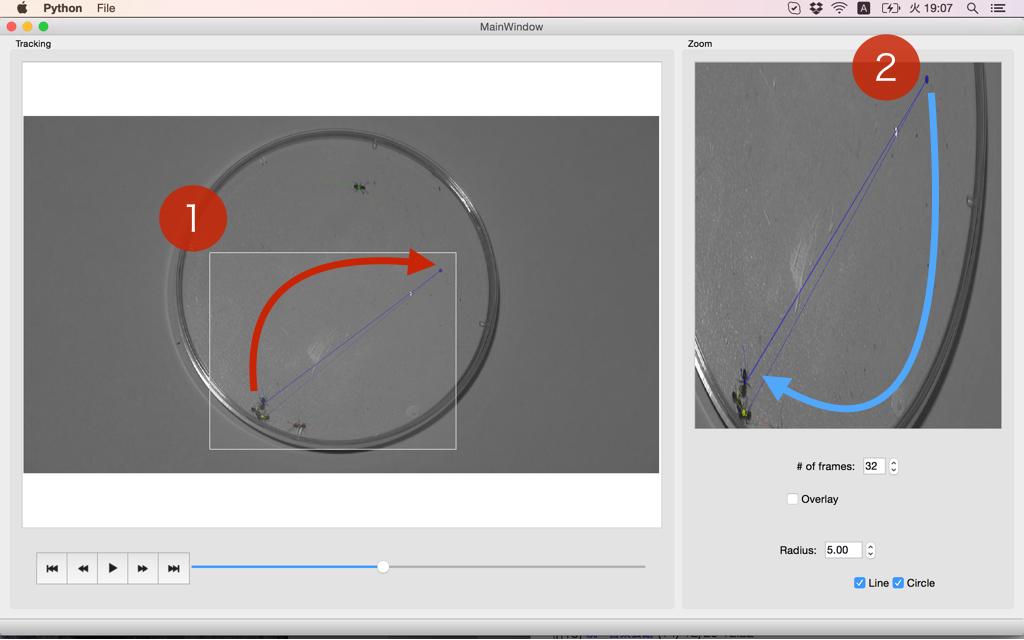 Python File
A 火 19:07
MainWindow
Tracking
Zoom
1
2
# of frames: 32
Overlay
Radius: 5.00
Line Circle